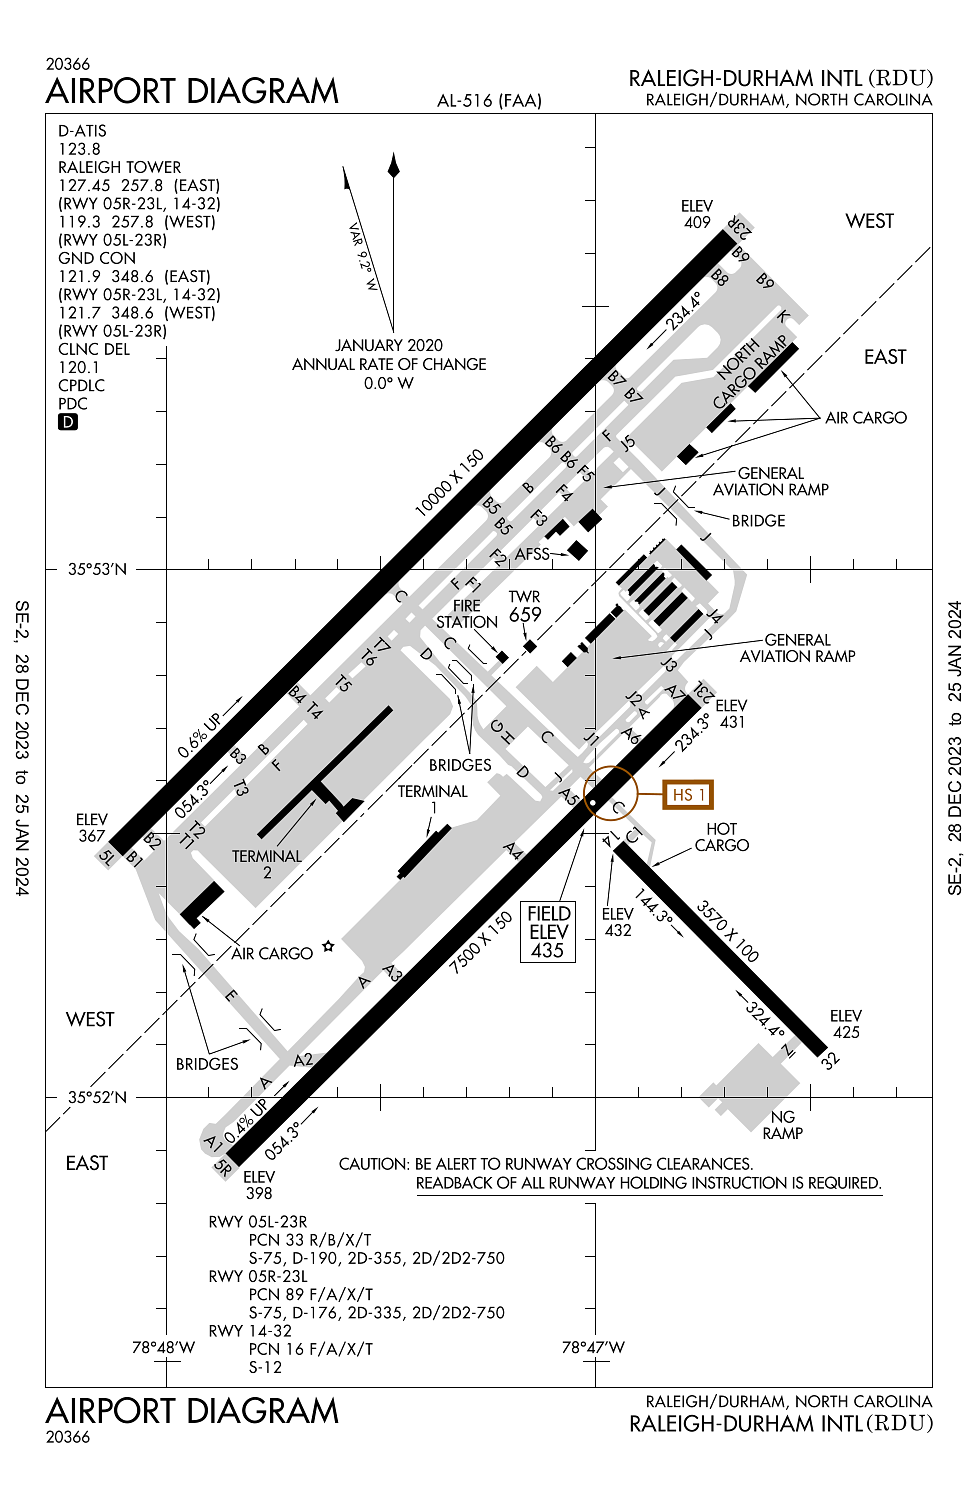 20366
AIRPORT DIAGRAM
AL-516 (FAA)
RALEIGH-DURHAM INTL (RDU)
RALEIGH/DURHAM, NORTH CAROLINA
D-ATIS
123.8
RALEIGH TOWER
127.45 257.8 (EAST)
(RWY 05R-23L, 14-32)
119.3 257.8 (WEST)
(RWY 05L-23R)
GND CON
121.9 348.6 (EAST)
(RWY 05R-23L, 14-32)
121.7 348.6 (WEST)
(RWY 05L-23R)
CLNC DEL
120.1
CPDLC
PDC
D
VAR 9.2° W
JANUARY 2020
ANNUAL RATE OF CHANGE
0.0° W
ELEV
409
23R
WEST
B9
B8
B9
K
234.4°
EAST
NORTH
CARGO RAMP
AIR CARGO
B7
B7
F
J5
10000 X 150
B6
B6
F5
GENERAL
AVIATION RAMP
B
F4
J
B5
B5
F3
BRIDGE
J
F2
AFSS
35°53'N
F
F1
C
FIRE
STATION
TWR
659
J4
J
T7
T6
C
D
GENERAL
AVIATION RAMP
J3
T5
B4
T4
J2
A
A7
23L
ELEV
431
0.6% UP
G
H
C
J1
A6
234.3°
B
F
B3
T3
BRIDGES
D
J
054.3°
TERMINAL
1
A5
HS 1
C
ELEV
367
5L
B1
B2
T2
T1
TERMINAL
2
A4
14
C1
HOT
CARGO
FIELD
ELEV
435
ELEV
432
144.3°
3570 X 100
7500 X 150
AIR CARGO
A
A3
E
WEST
BRIDGES
324.4°
ELEV
425
N
32
A2
A
35°52'N
0.4% UP
A1
054.3°
5R
NG
RAMP
EAST
ELEV
398
CAUTION: BE ALERT TO RUNWAY CROSSING CLEARANCES.
READBACK OF ALL RUNWAY HOLDING INSTRUCTION IS REQUIRED.
RWY 05L-23R
PCN 33 R/B/X/T
S-75, D-190, 2D-355, 2D/2D2-750
RWY 05R-23L
PCN 89 F/A/X/T
S-75, D-176, 2D-335, 2D/2D2-750
RWY 14-32
PCN 16 F/A/X/T
S-12
78°48'W
78°47'W
SE-2, 28 DEC 2023 to 25 JAN 2024
SE-2, 28 DEC 2023 to 25 JAN 2024
AIRPORT DIAGRAM
20366
RALEIGH/DURHAM, NORTH CAROLINA
RALEIGH-DURHAM INTL (RDU)